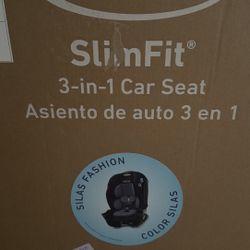 SlimFit®
3-in-1 Car Seat
Asiento de auto 3 en 1
SILAS FASHION
COLOR SILAS